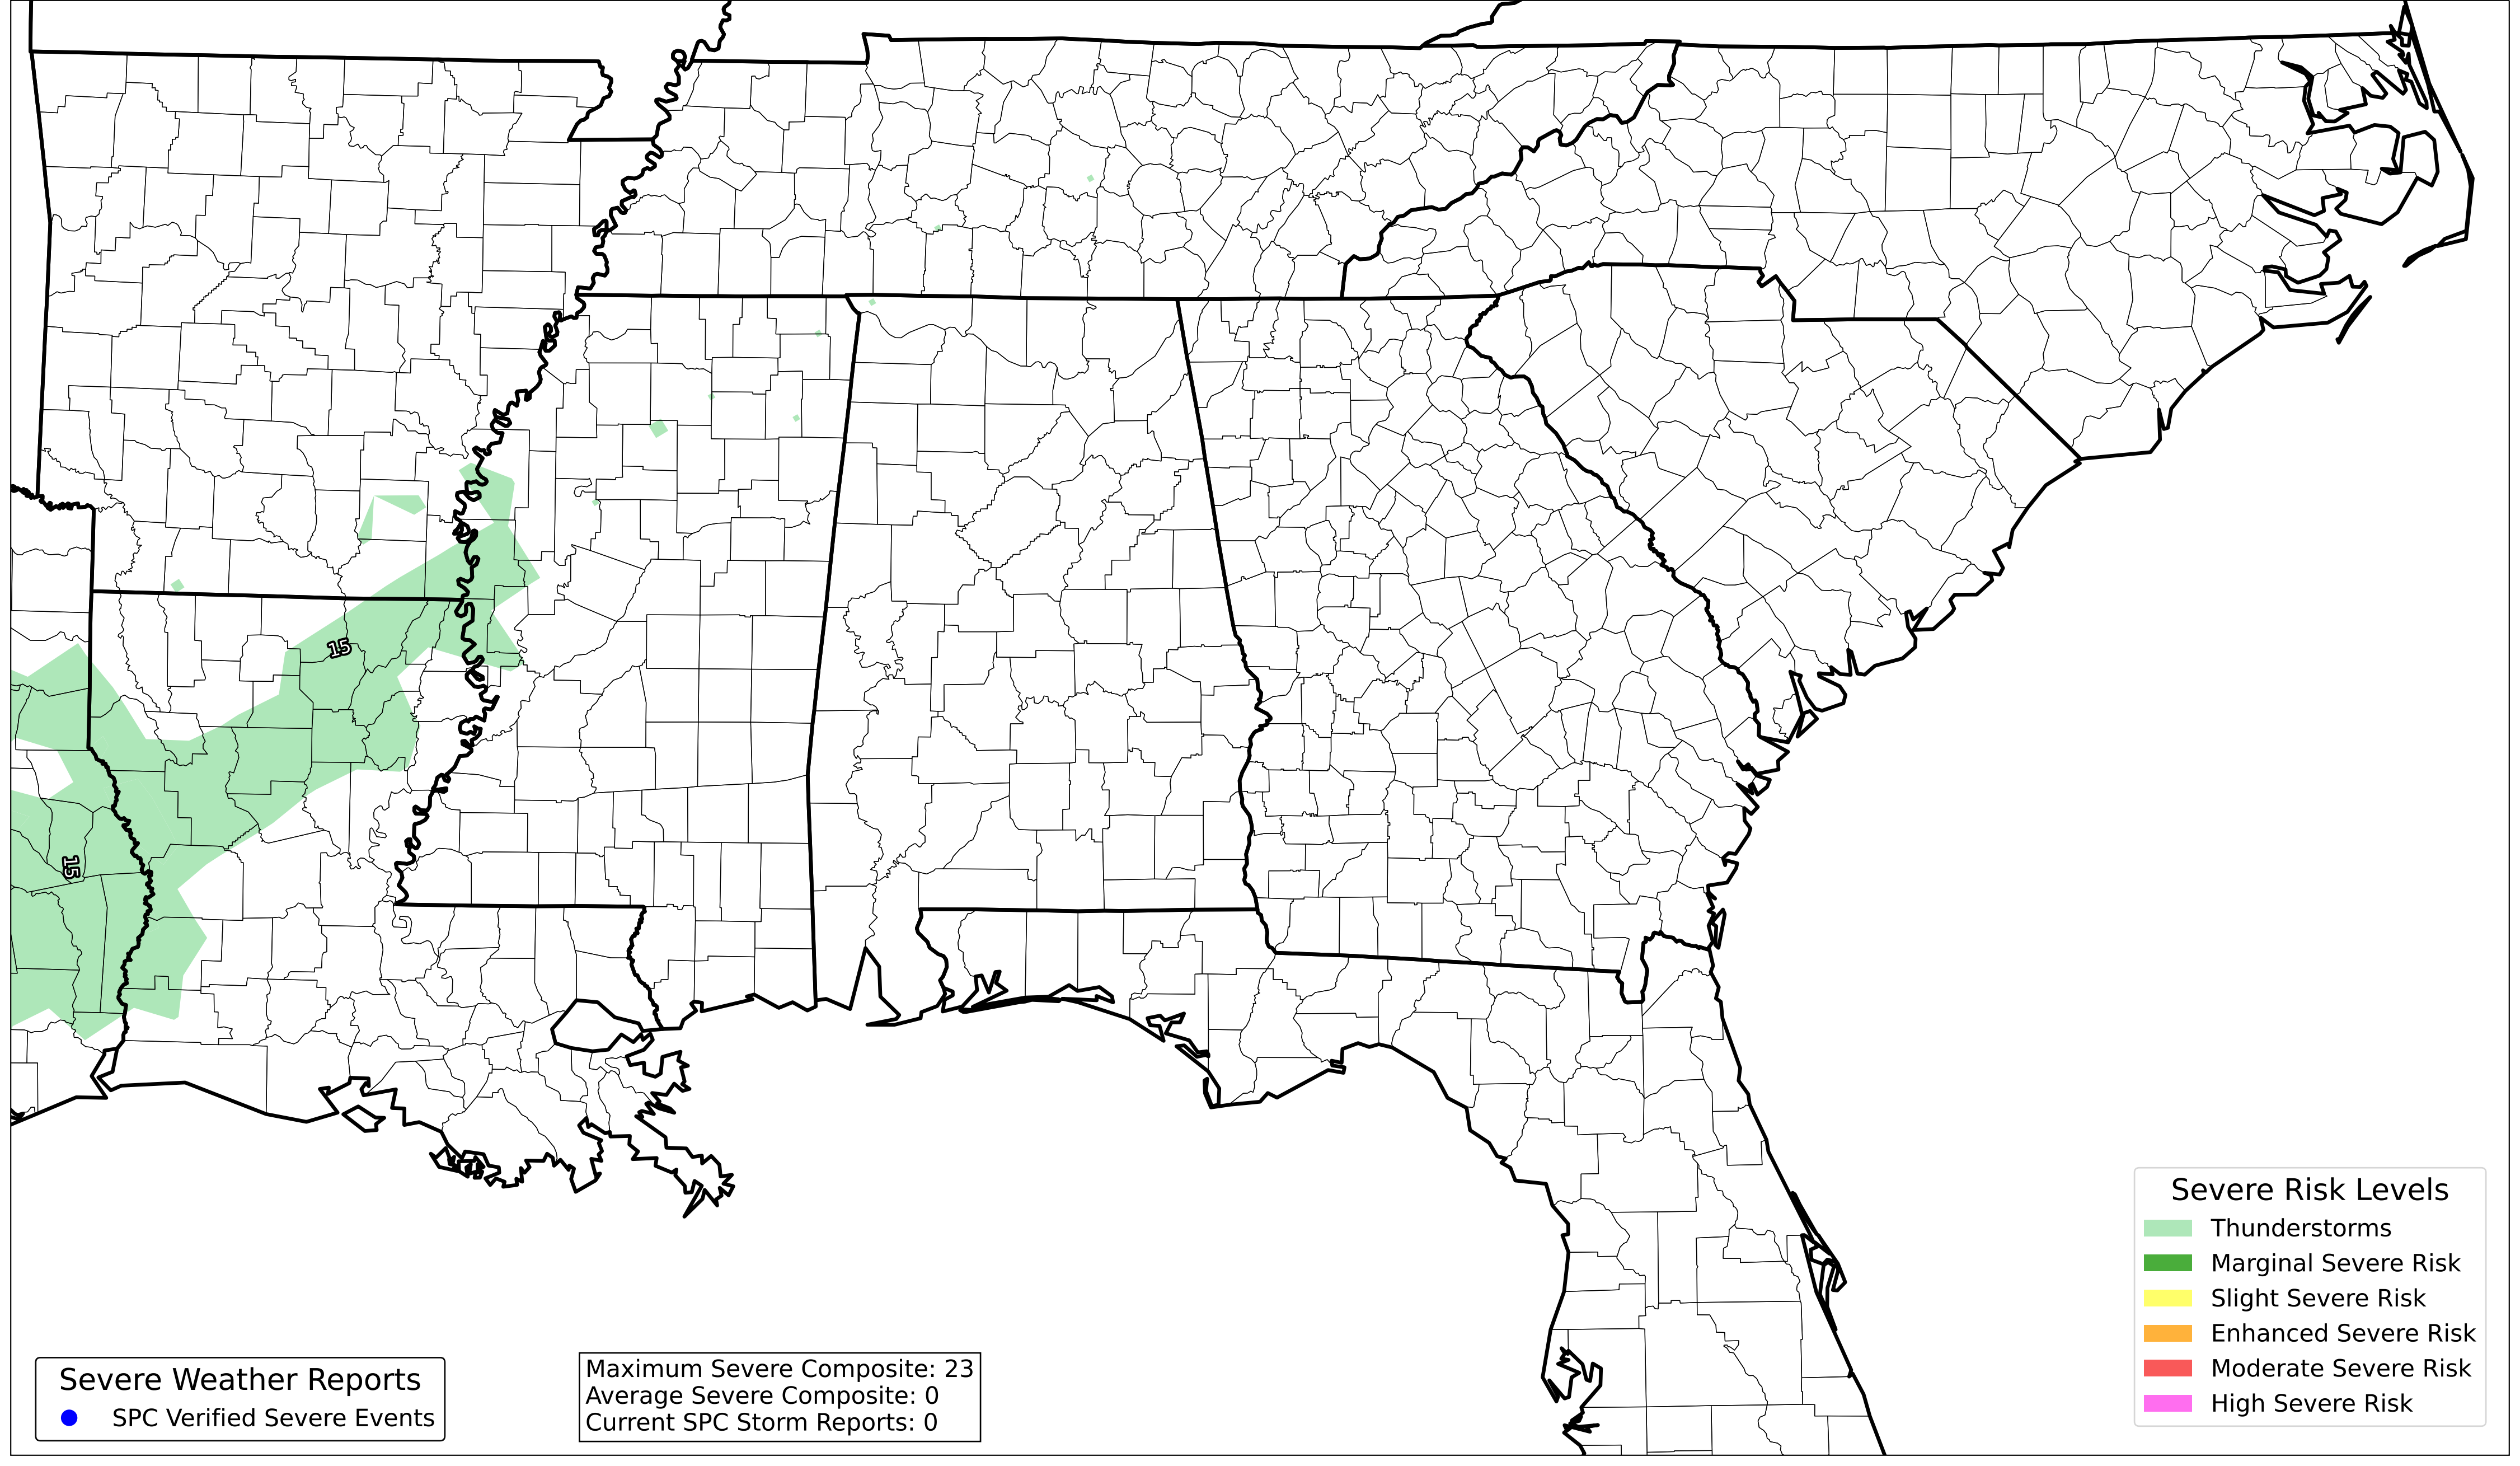 15
15
Severe Risk Levels
Thunderstorms
Marginal Severe Risk
Slight Severe Risk
Enhanced Severe Risk
Moderate Severe Risk
High Severe Risk
Severe Weather Reports
SPC Verified Severe Events
Maximum Severe Composite: 23
Average Severe Composite: 0
Current SPC Storm Reports: 0